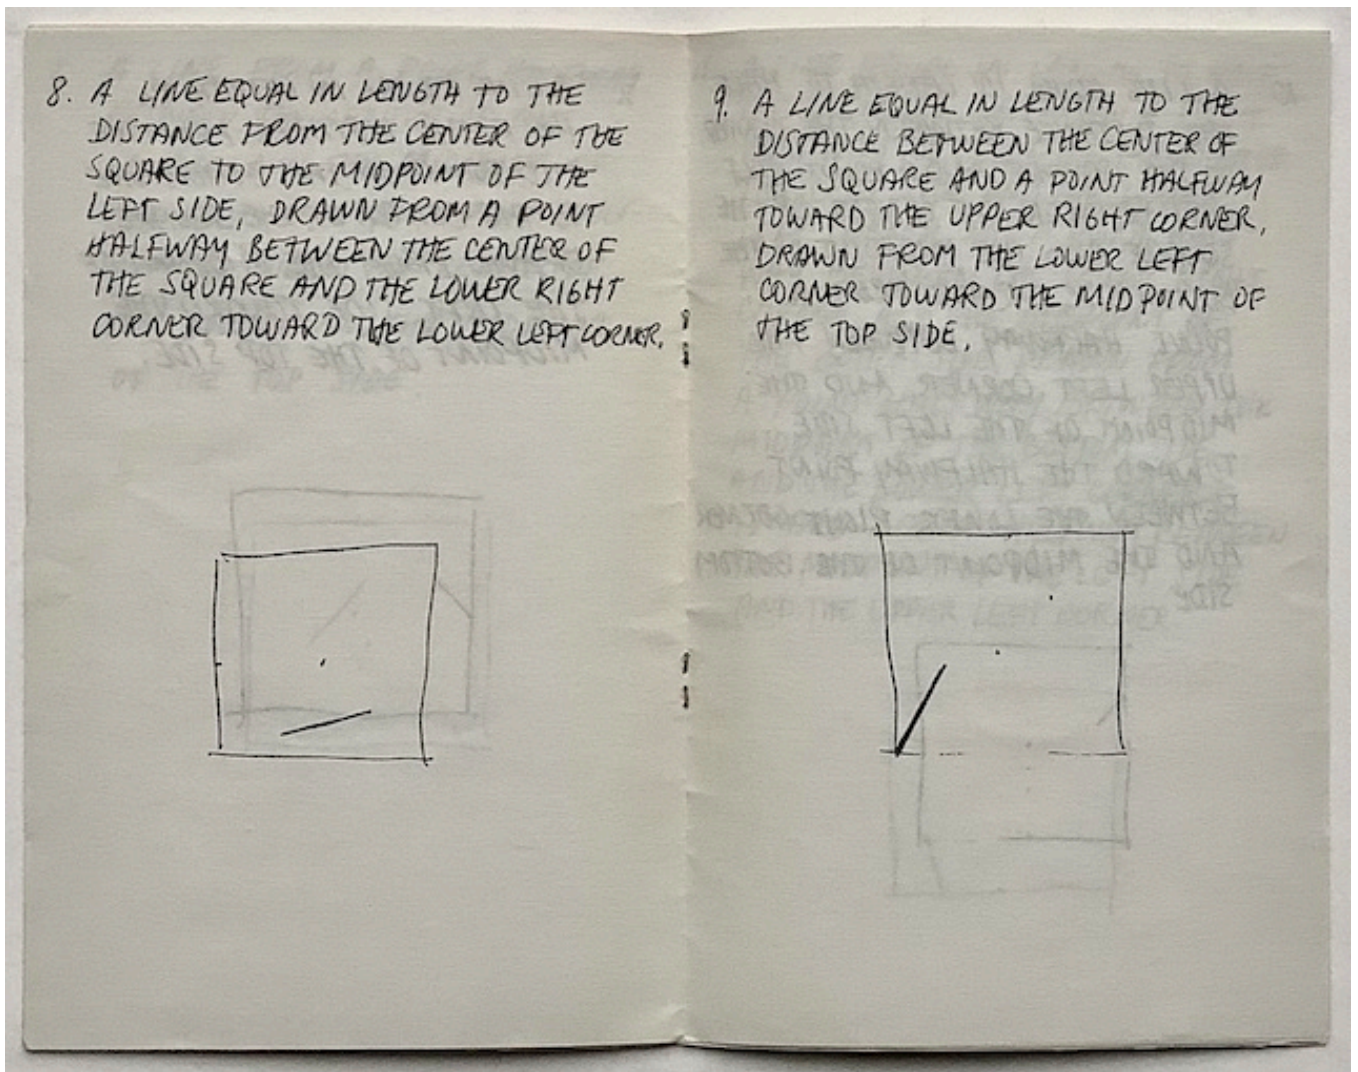 8. A LINE EQUAL IN LENGTH TO THE
DISTANCE FROM THE CENTER OF THE
SQUARE TO THE MIDPOINT OF THE
LEFT SIDE, DRAWN FROM A POINT
HALFWAY BETWEEN THE CENTER OF
THE SQUARE AND THE LOWER RIGHT
CORNER TOWARD THE LOWER LEFT CORNER.
9. A LINE EQUAL IN LENGTH TO THE
DISTANCE BETWEEN THE CENTER OF
THE SQUARE AND A POINT HALFWAY
TOWARD THE UPPER RIGHT CORNER,
DRAWN FROM THE LOWER LEFT
CORNER TOWARD THE MIDPOINT OF
THE TOP SIDE.